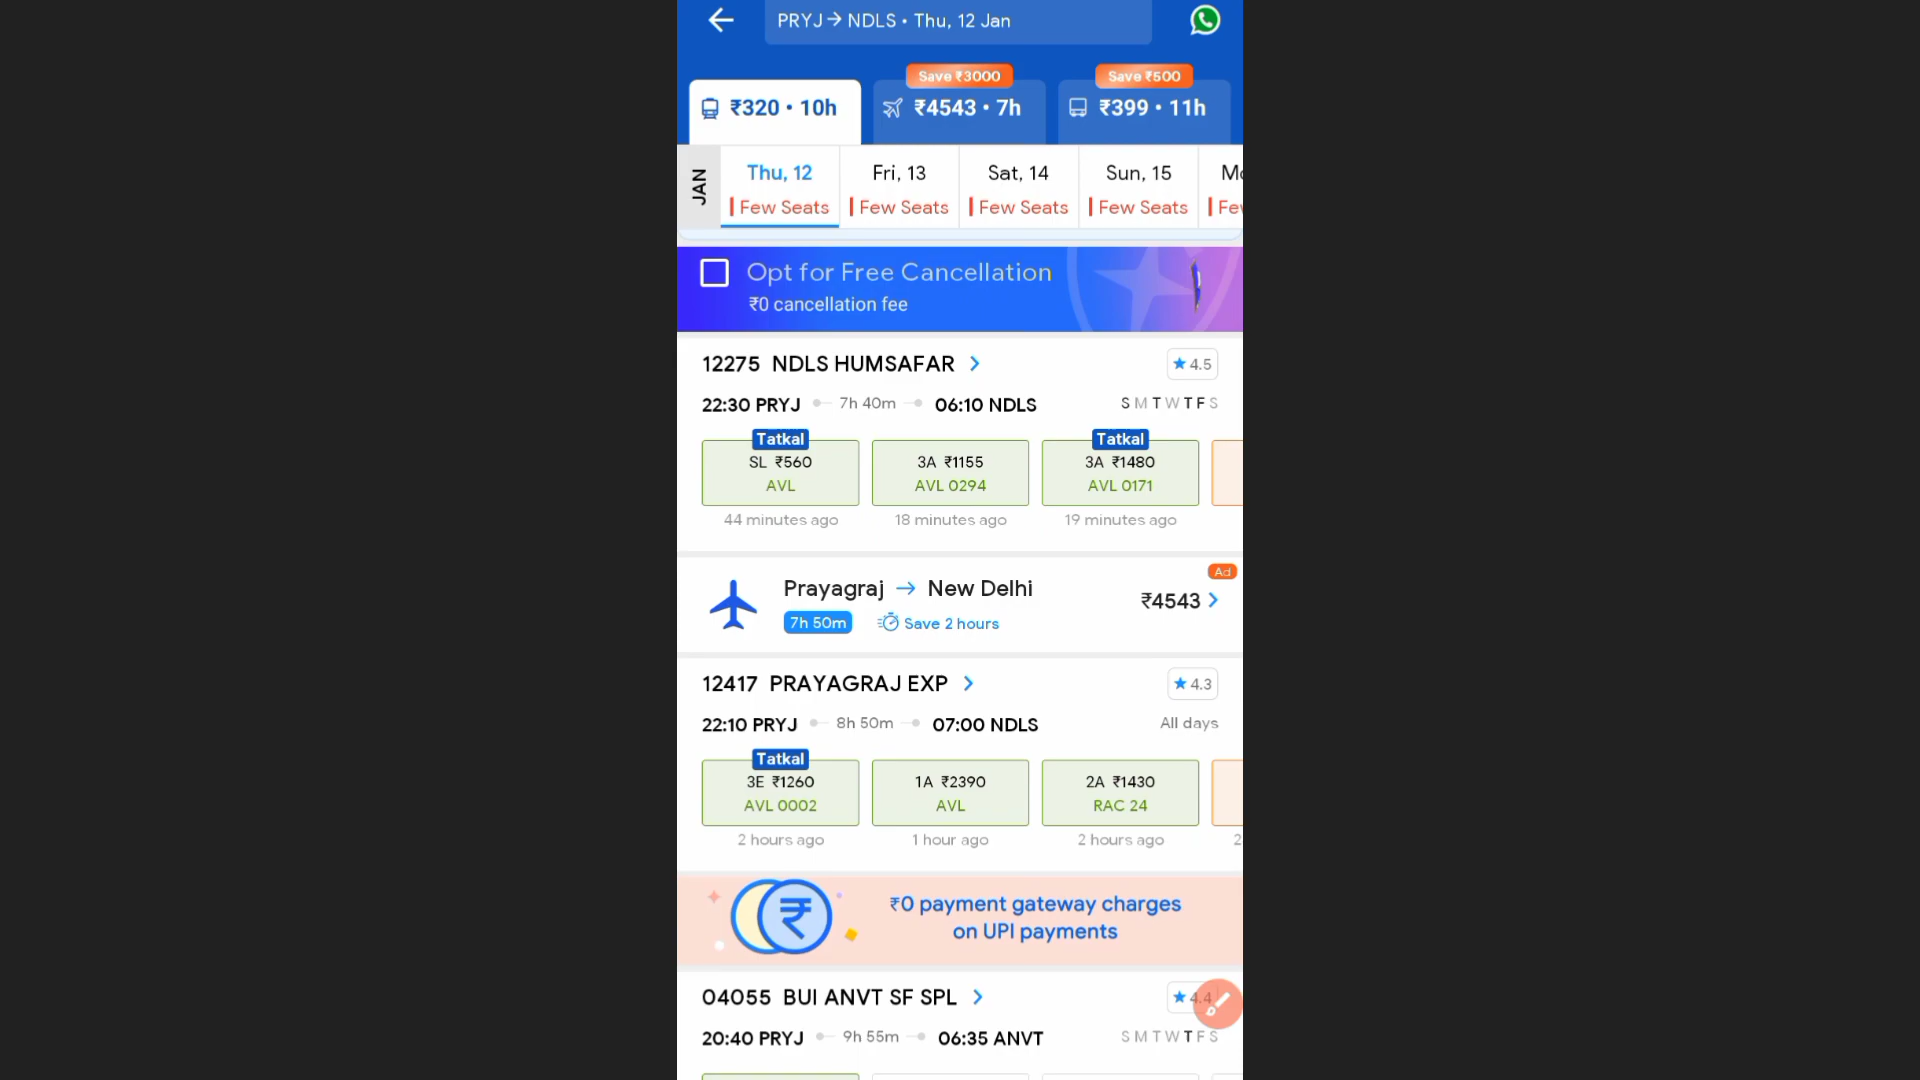 PRYJ → NDLS • Thu, 12 Jan
Save ₹3000
Save ₹500
₹320 • 10h
₹4543 • 7h
₹399 • 11h
JAN
Thu, 12
Fri, 13
Sat, 14
Sun, 15
Few Seats
Few Seats
Few Seats
Few Seats
Opt for Free Cancellation
₹0 cancellation fee
12275 NDLS HUMSAFAR
4.5
22:30 PRYJ 7h 40m 06:10 NDLS S M T W T F S
Tatkal
Tatkal
SL ₹560
3A ₹1155
3A ₹1480
AVL
AVL 0294
AVL 0171
44 minutes ago
18 minutes ago
19 minutes ago
Ad
Prayagraj → New Delhi
₹4543
7h 50m
Save 2 hours
12417 PRAYAGRAJ EXP
4.3
22:10 PRYJ 8h 50m 07:00 NDLS All days
Tatkal
3E ₹1260
1A ₹2390
2A ₹1430
AVL 0002
AVL
RAC 24
2 hours ago
1 hour ago
2 hours ago
2
₹0 payment gateway charges
on UPI payments
04055 BUI ANVT SF SPL
4.4
20:40 PRYJ 9h 55m 06:35 ANVT S M T W T F S